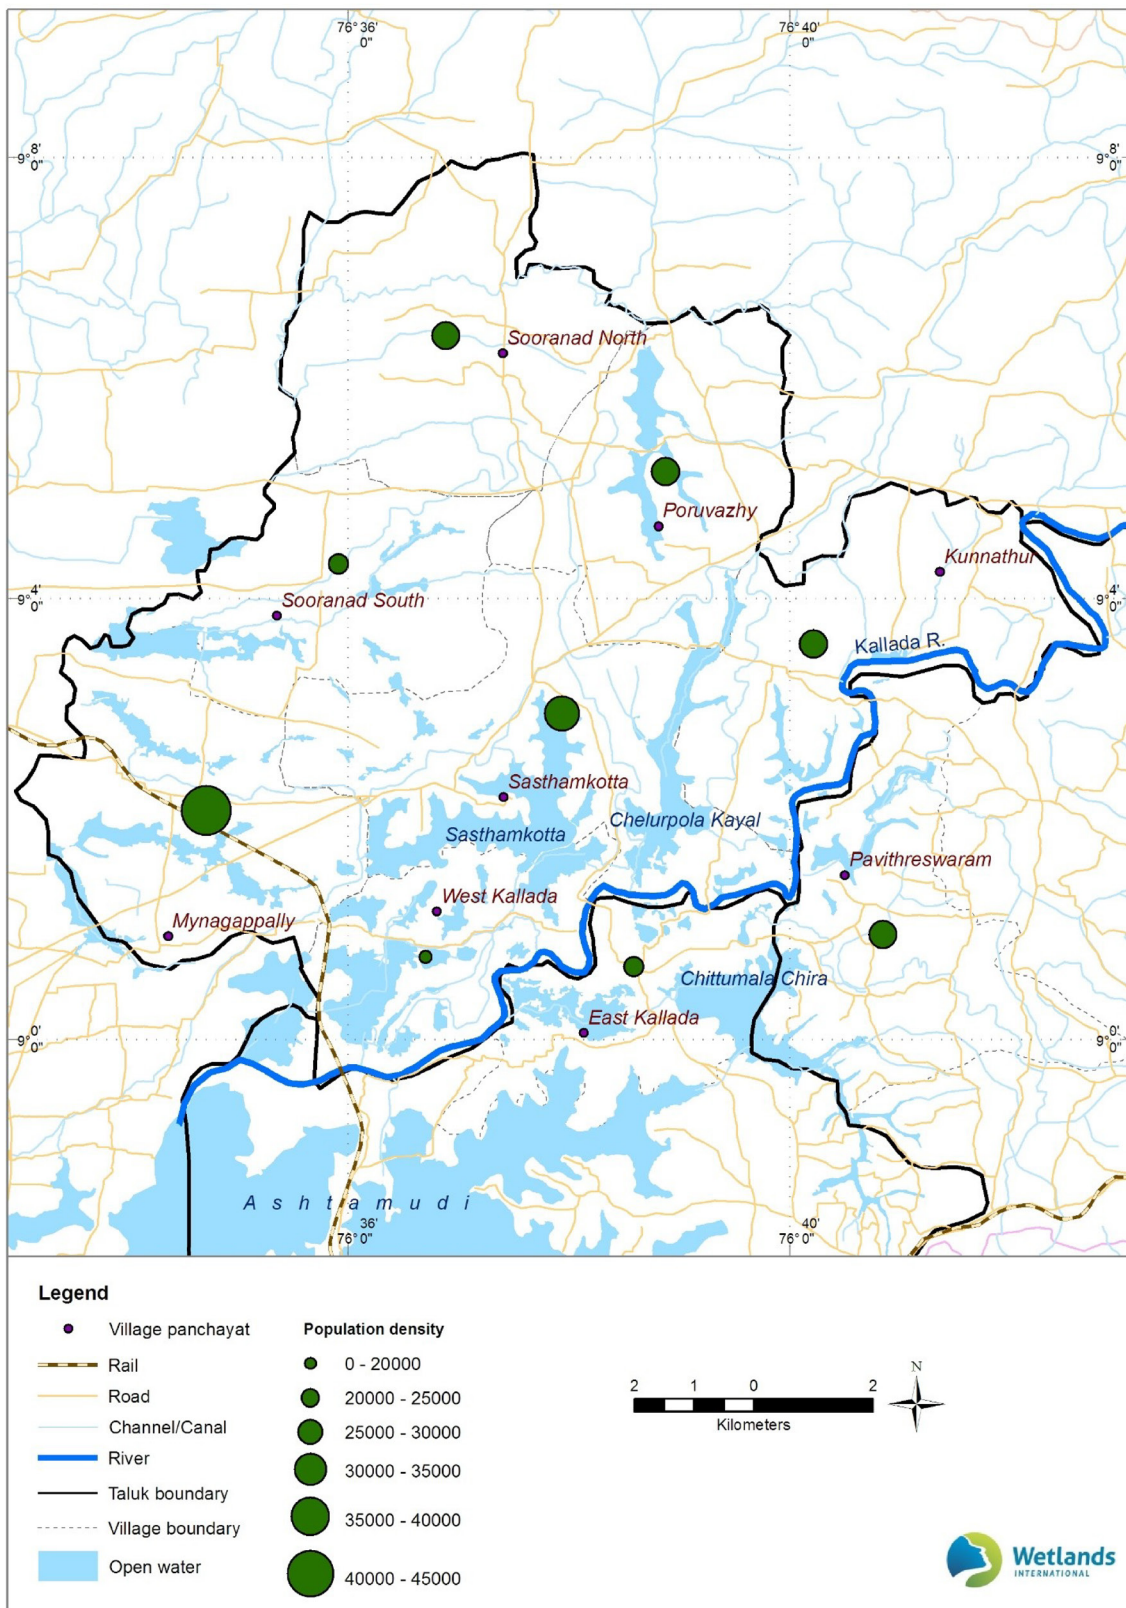 76° 36' 76° 40'
0" 0"
9° 8' 9° 8'
0" 0"
Sooranad North
Poruvazhy
Kunnathur
Sooranad South
9° 4' 9° 4'
0" 0"
Kallada R.
Sasthamkotta
Sasthamkotta
Chelurpola Kayal
Pavithreswaram
West Kallada
Mynagappally
Chittumala Chira
East Kallada
9° 0' 9° 0'
0" 0"
Ashtamudi
36' 40'
76° 0" 76° 0"
Legend
Village panchayat
Rail
Road
Channel/Canal
River
Taluk boundary
Village boundary
Open water
Population density
0 - 20000
20000 - 25000
25000 - 30000
30000 - 35000
35000 - 40000
40000 - 45000
2 1 0 2
Kilometers
N
Wetlands
INTERNATIONAL